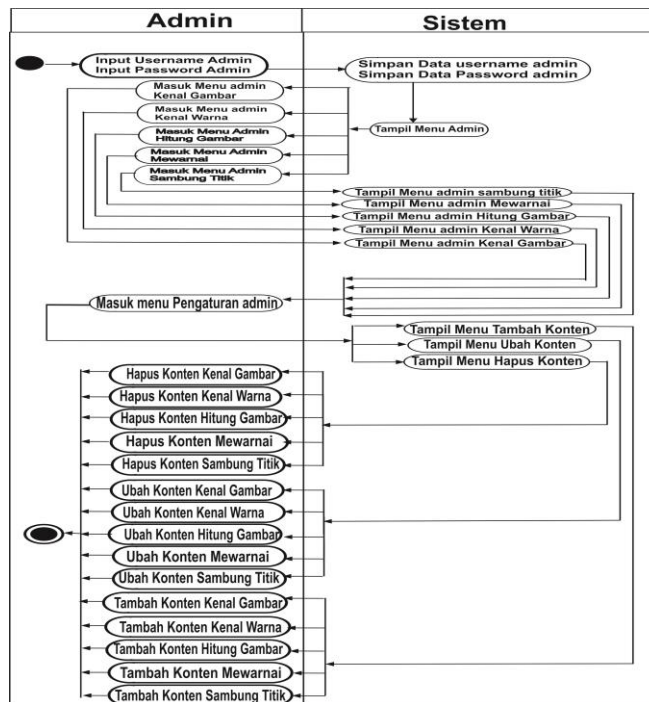 Admin
Sistem
Input Username Admin
Input Password Admin
Simpan Data username admin
Simpan Data Password admin
Masuk Menu admin
Kenal Gambar
Masuk Menu admin
Kenal Warna
Masuk Menu Admin
Hitung Gambar
Masuk Menu Admin
Mewarnai
Masuk Menu Admin
Sambung Titik
Tampil Menu Admin
Tampil Menu admin sambung titik
Tampil Menu admin Mewarnai
Tampil Menu admin Hitung Gambar
Tampil Menu admin Kenal Warna
Tampil Menu admin Kenal Gambar
Masuk menu Pengaturan admin
Tampil Menu Tambah Konten
Tampil Menu Ubah Konten
Tampil Menu Hapus Konten
Hapus Konten Kenal Gambar
Hapus Konten Kenal Warna
Hapus Konten Hitung Gambar
Hapus Konten Mewarnai
Hapus Konten Sambung Titik
Ubah Konten Kenal Gambar
Ubah Konten Kenal Warna
Ubah Konten Hitung Gambar
Ubah Konten Mewarnai
Ubah Konten Sambung Titik
Tambah Konten Kenal Gambar
Tambah Konten Kenal Warna
Tambah Konten Hitung Gambar
Tambah Konten Mewarnai
Tambah Konten Sambung Titik